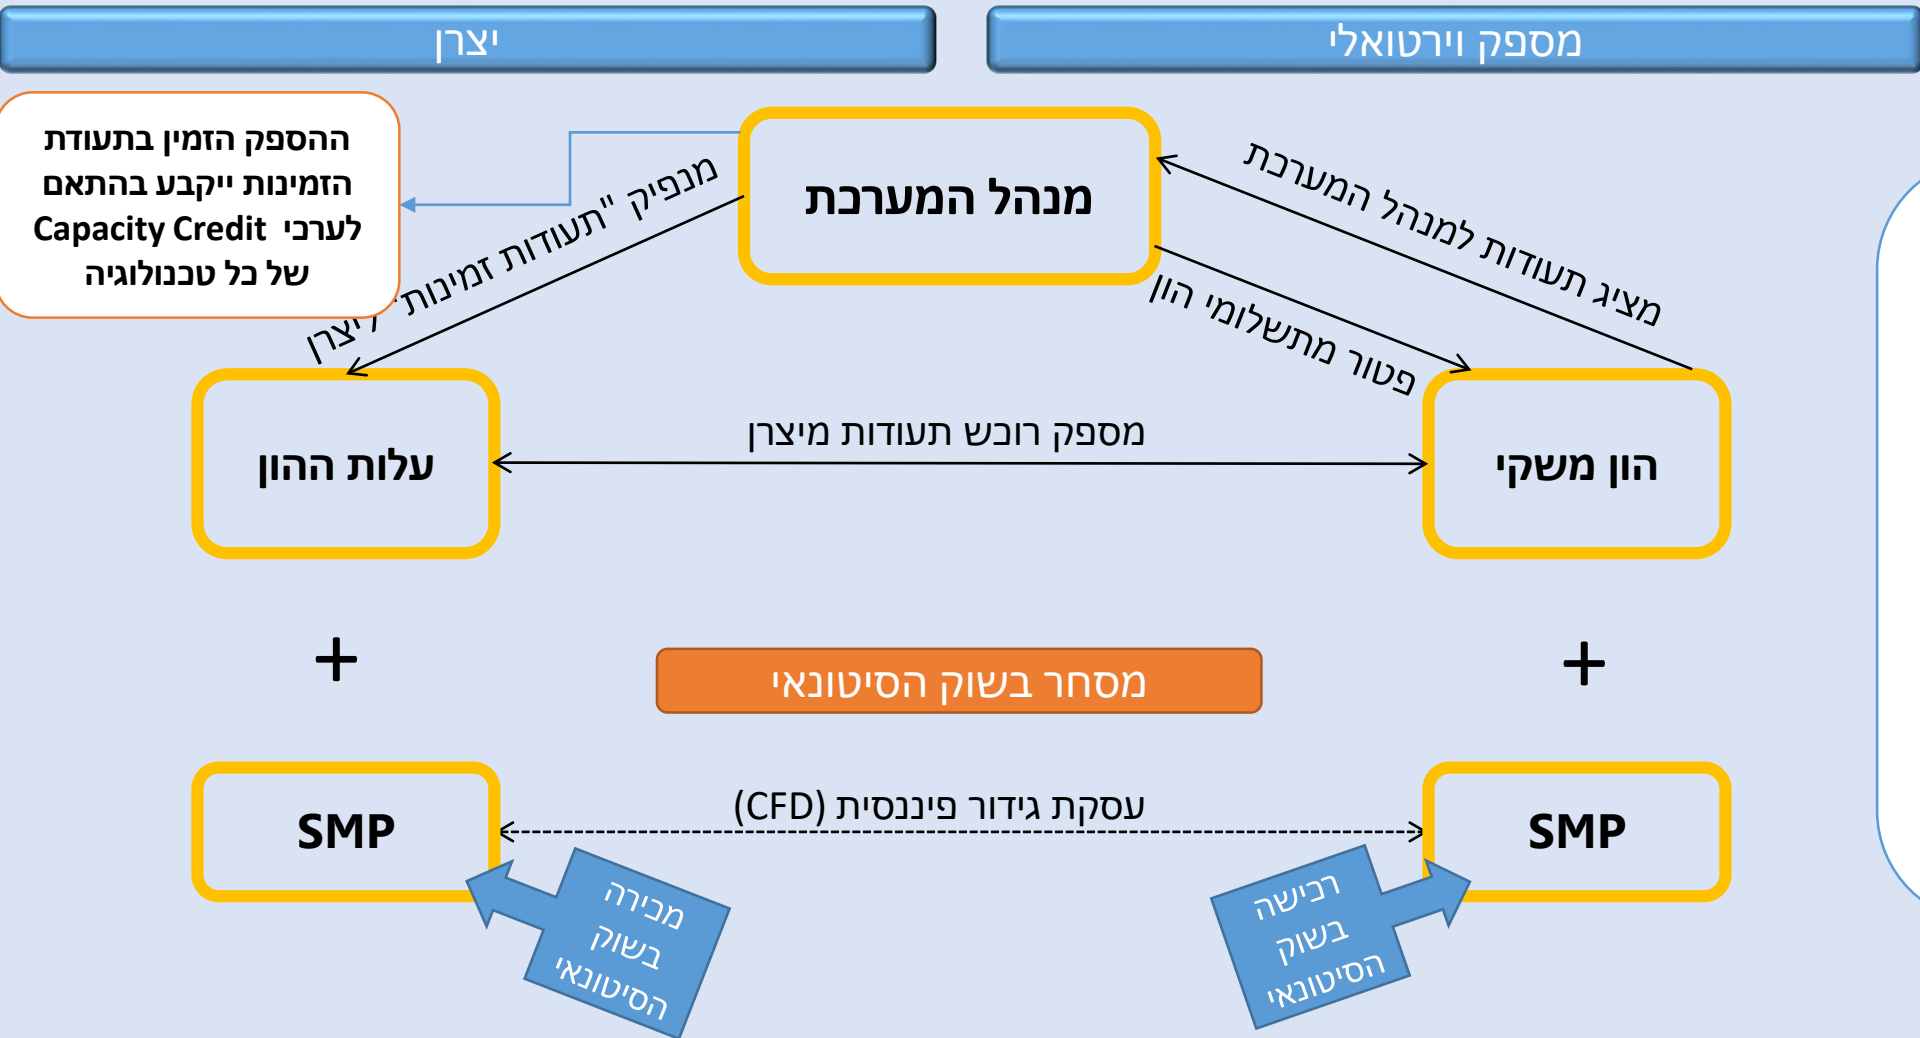 מספק וירטואלי
יצרן
ההספק הזמין בתעודת
הזמינות ייקבע בהתאם
לערכי Capacity Credit
של כל טכנולוגיה
מנהל המערכת
מציג תעודות למנהל המערכת
פטור מתשלומי הון
מנפיק "תעודות זמינות" ליצרן
הון משקי
מספק רוכש תעודות מיצרן
עלות ההון
+
+
מסחר בשוק הסיטונאי
SMP
עסקת גידור פיננסית (CFD)
SMP
רכישה
בשוק
הסיטונאי
מכירה
בשוק
הסיטונאי